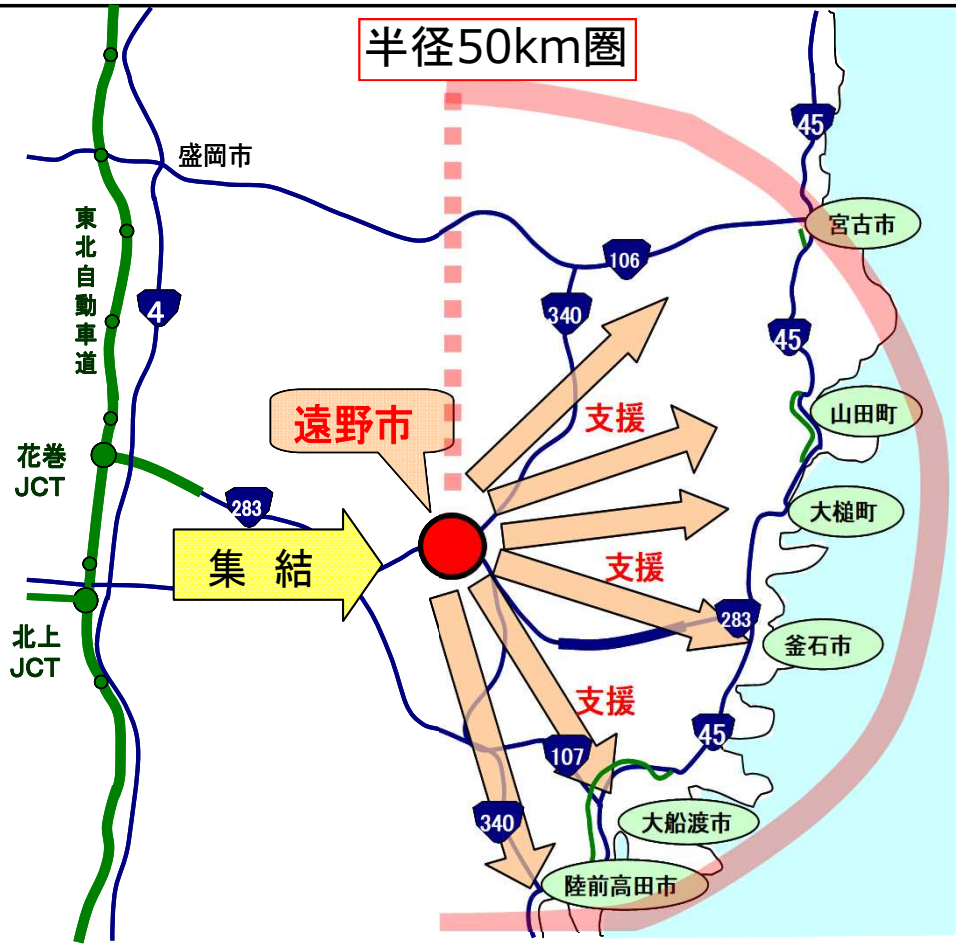 半径50km圏
45
盛岡市
宮古市
東北自動車道
106
4
340
45
遠野市
支援
山田町
花巻
JCT
283
大槌町
集結
支援
283
北上
JCT
釜石市
支援
45
107
340
大船渡市
陸前高田市